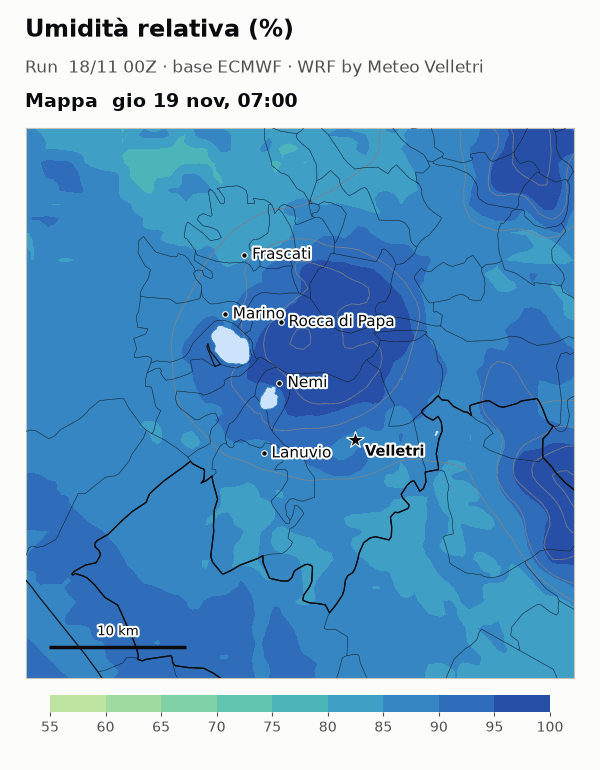 Umidità relativa (%)
Run  18/11 00Z · base ECMWF · WRF by Meteo Velletri
Mappa  gio 19 nov, 07:00
Frascati
Marino
Rocca di Papa
Nemi
Velletri
Lanuvio
10 km
55 60 65 70 75 80 85 90 95 100